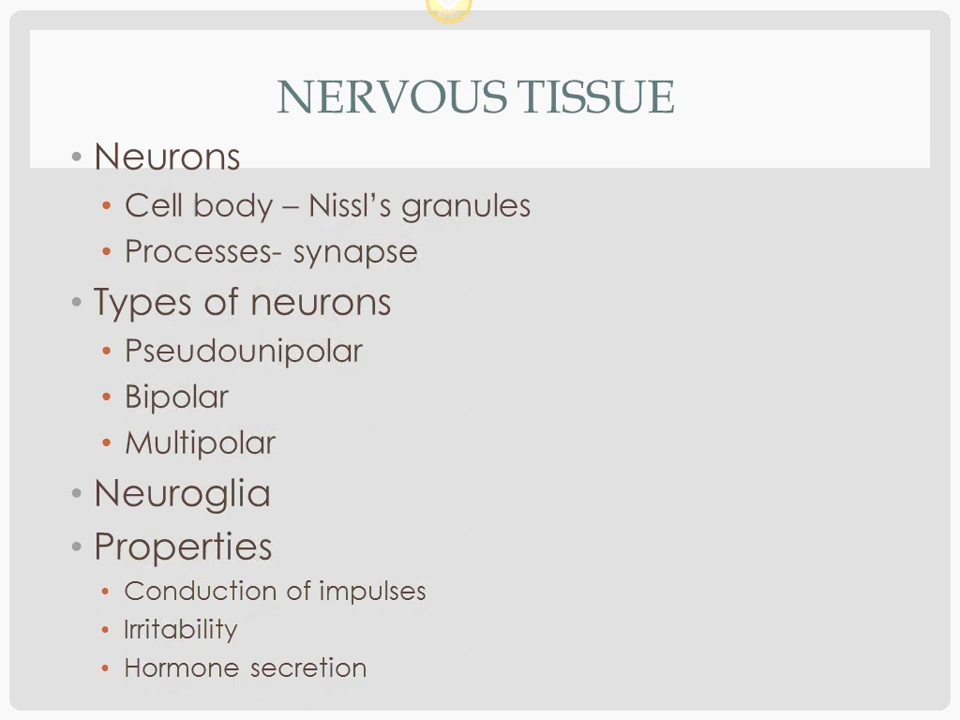 NERVOUS TISSUE
• Neurons
• Cell body – Nissl’s granules
• Processes- synapse
• Types of neurons
• Pseudounipolar
• Bipolar
• Multipolar
• Neuroglia
• Properties
• Conduction of impulses
• Irritability
• Hormone secretion